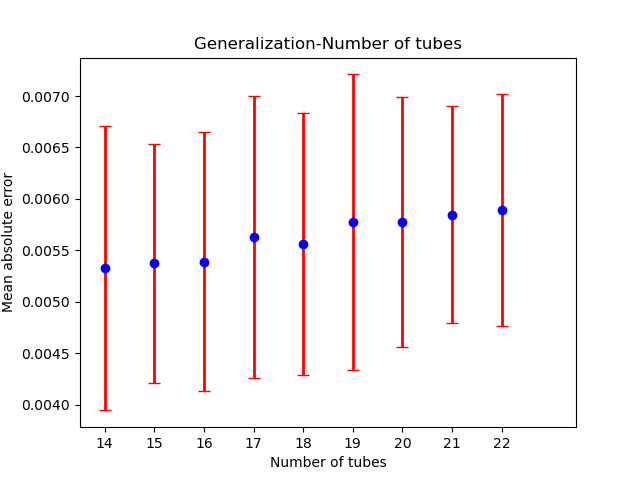 Generalization-Number of tubes
Mean absolute error
0.0070
0.0065
0.0060
0.0055
0.0050
0.0045
0.0040
14 15 16 17 18 19 20 21 22
Number of tubes